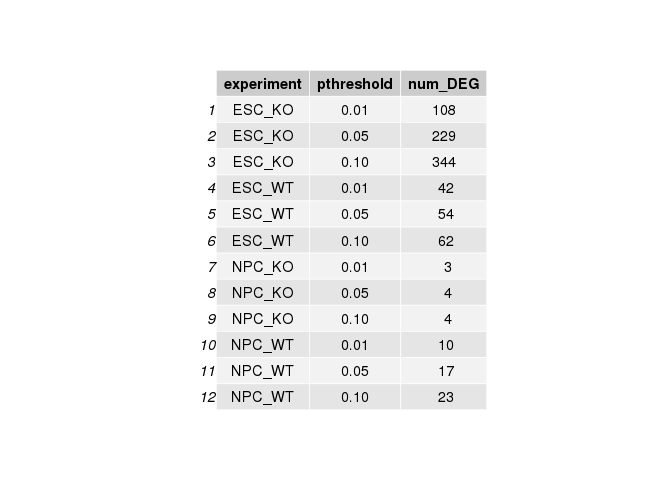 experiment pthreshold num_DEG
1 ESC_KO 0.01 108
2 ESC_KO 0.05 229
3 ESC_KO 0.10 344
4 ESC_WT 0.01 42
5 ESC_WT 0.05 54
6 ESC_WT 0.10 62
7 NPC_KO 0.01 3
8 NPC_KO 0.05 4
9 NPC_KO 0.10 4
10 NPC_WT 0.01 10
11 NPC_WT 0.05 17
12 NPC_WT 0.10 23